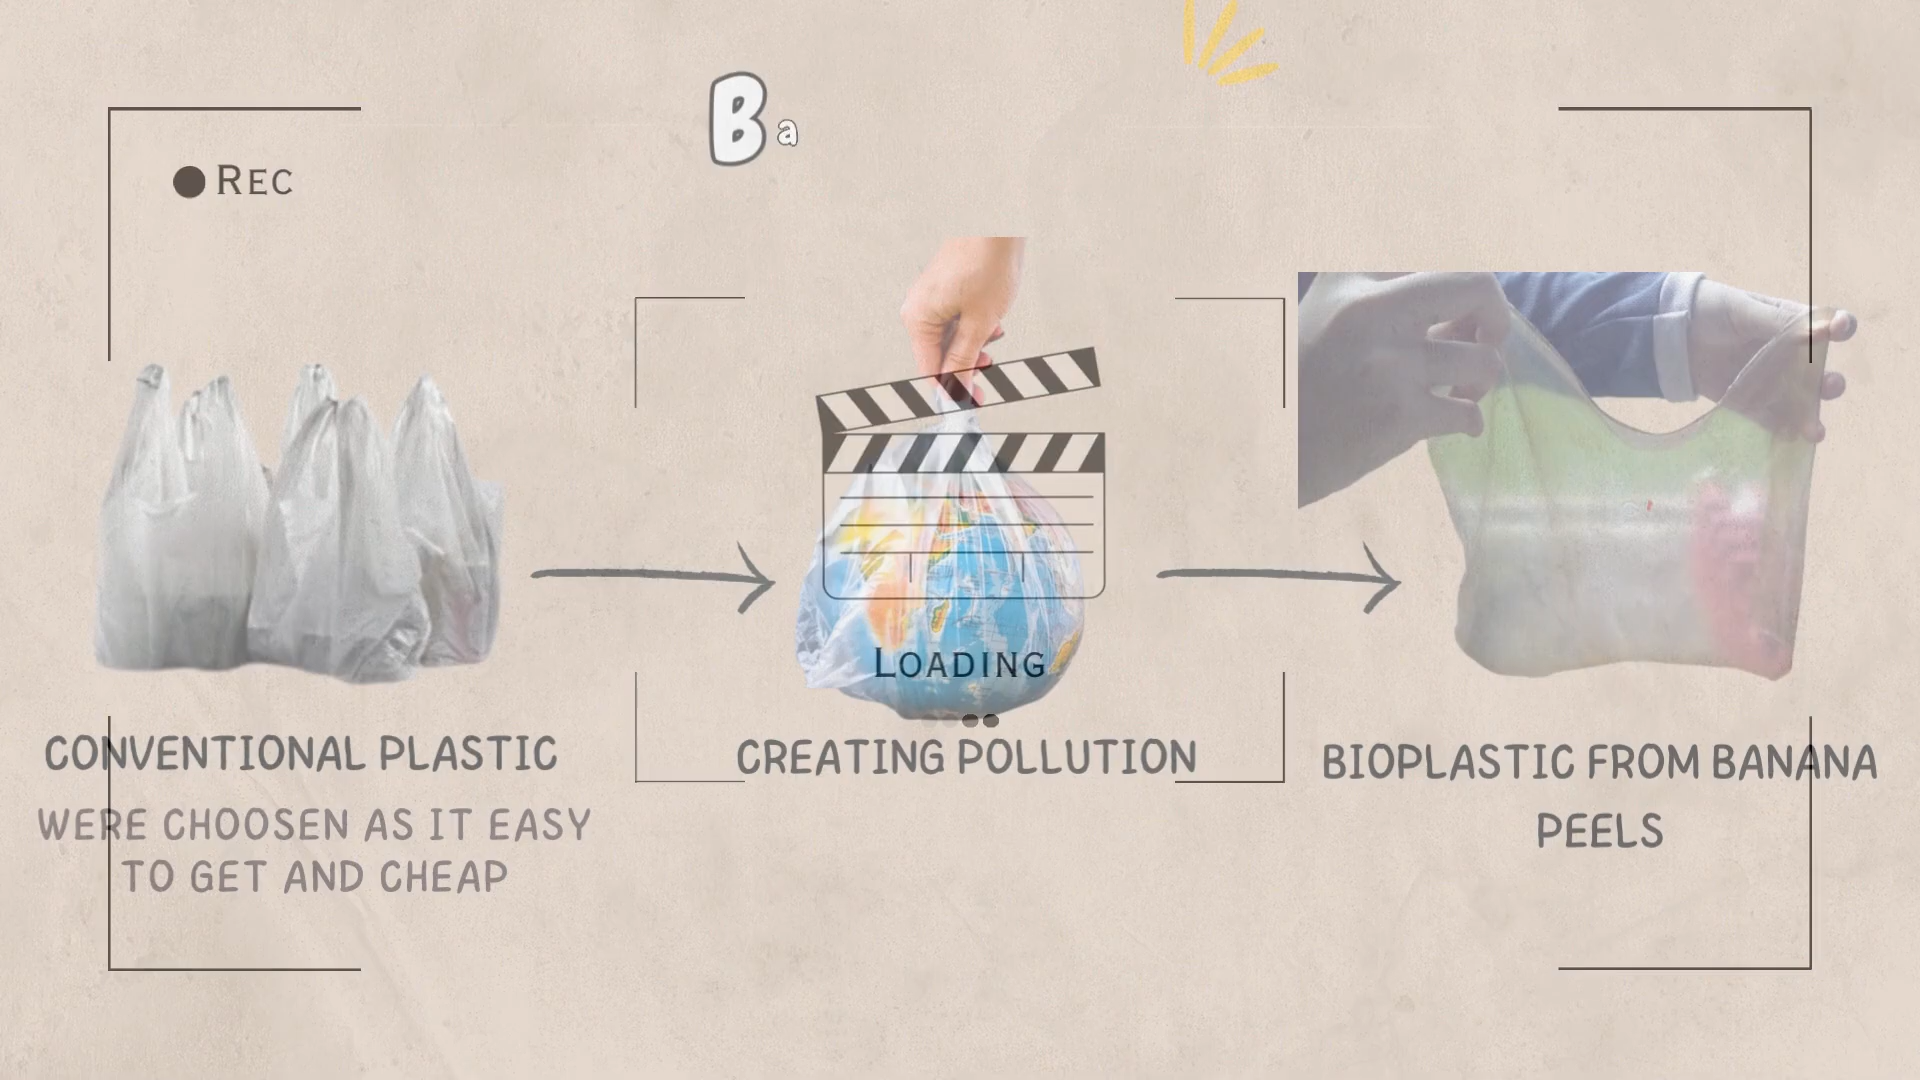 Ba
REC
LOADING
CONVENTIONAL PLASTIC
WERE CHOOSEN AS IT EASY
TO GET AND CHEAP
CREATING POLLUTION
BIOPLASTIC FROM BANANA
PEELS